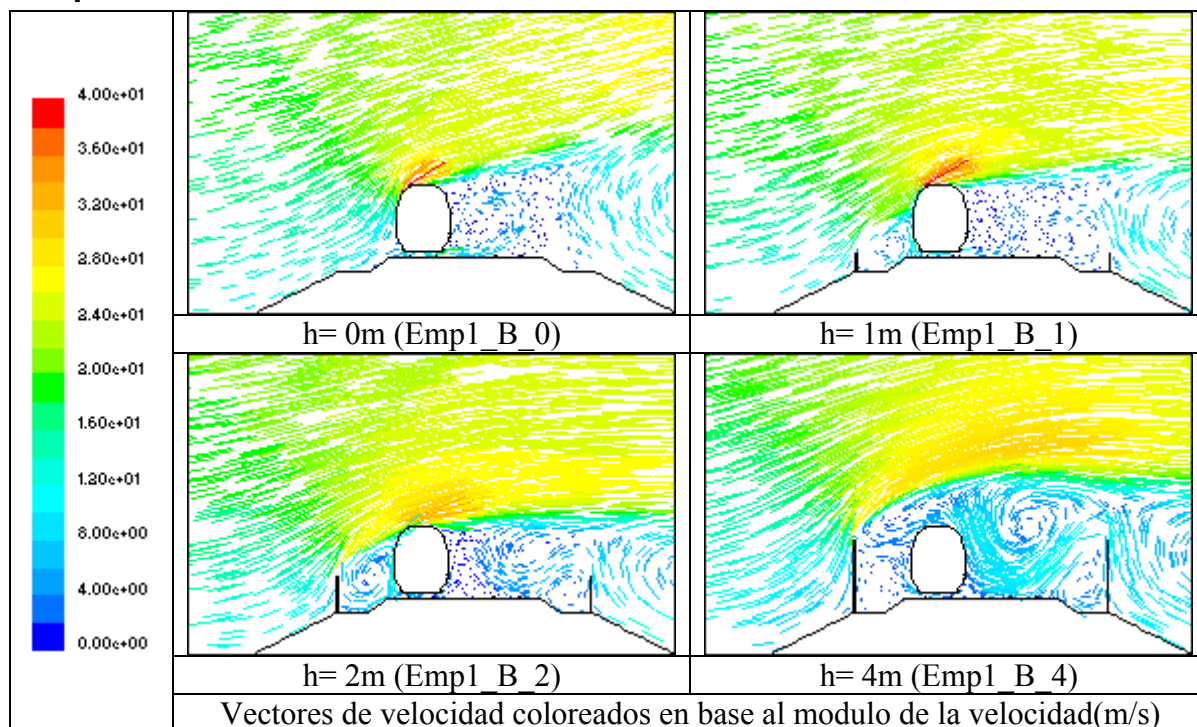 4.00e+01
3.60e+01
3.20e+01
2.80e+01
2.40e+01
2.00e+01
1.60e+01
1.20e+01
8.00e+00
4.00e+00
0.00e+00
h= 0m (Emp1_B_0)
h= 1m (Emp1_B_1)
h= 2m (Emp1_B_2)
h= 4m (Emp1_B_4)
Vectores de velocidad coloreados en base al modulo de la velocidad(m/s)